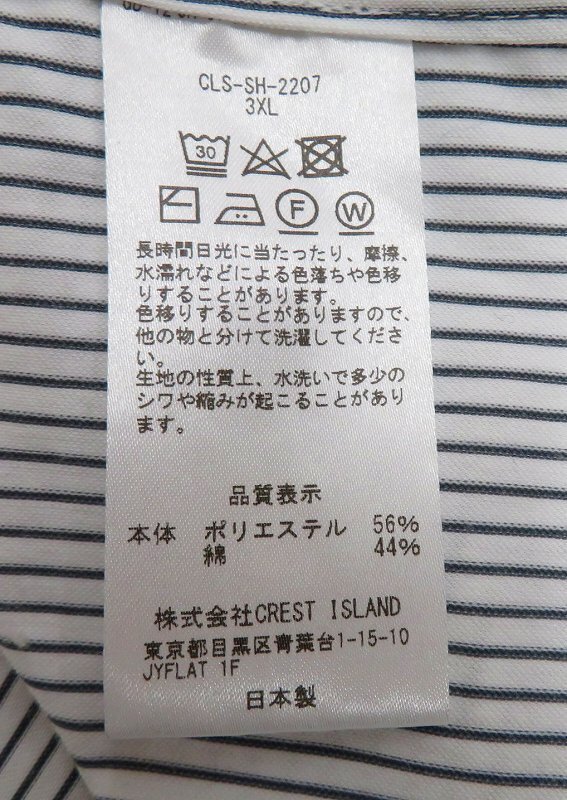 CLS-SH-2207
3XL
30
F W
長時間日光に当たったり、摩擦、
水濡れなどによる色落ちや色移
りすることがあります。
色移りすることがありますので、
他の物と分けて洗濯してくださ
い。
生地の性質上、水洗いで多少の
シワや縮みが起こることがあり
ます。
品質表示
本体 ポリエステル 56%
綿 44%
株式会社CREST ISLAND
東京都目黒区青葉台1-15-10
JYFLAT 1F
日本製